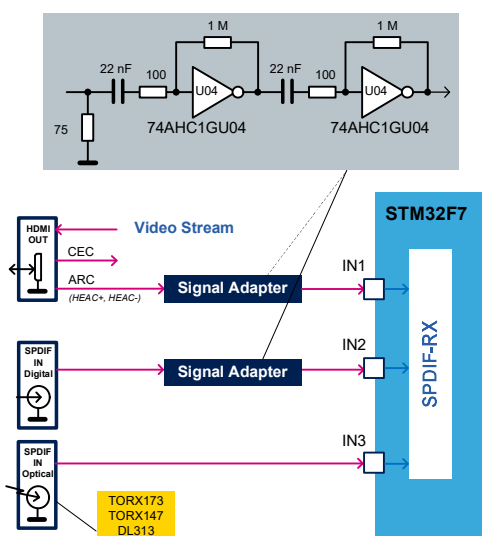 1 M
1 M
22 nF
100
22 nF
100
U04
U04
75
74AHC1GU04
74AHC1GU04
STM32F7
HDMI
OUT
Video Stream
CEC
ARC
(HEAC+, HEAC-)
Signal Adapter
IN1
SPDIF-RX
SPDIF
IN
Digital
Signal Adapter
IN2
SPDIF
IN
Optical
IN3
TORX173
TORX147
DL313